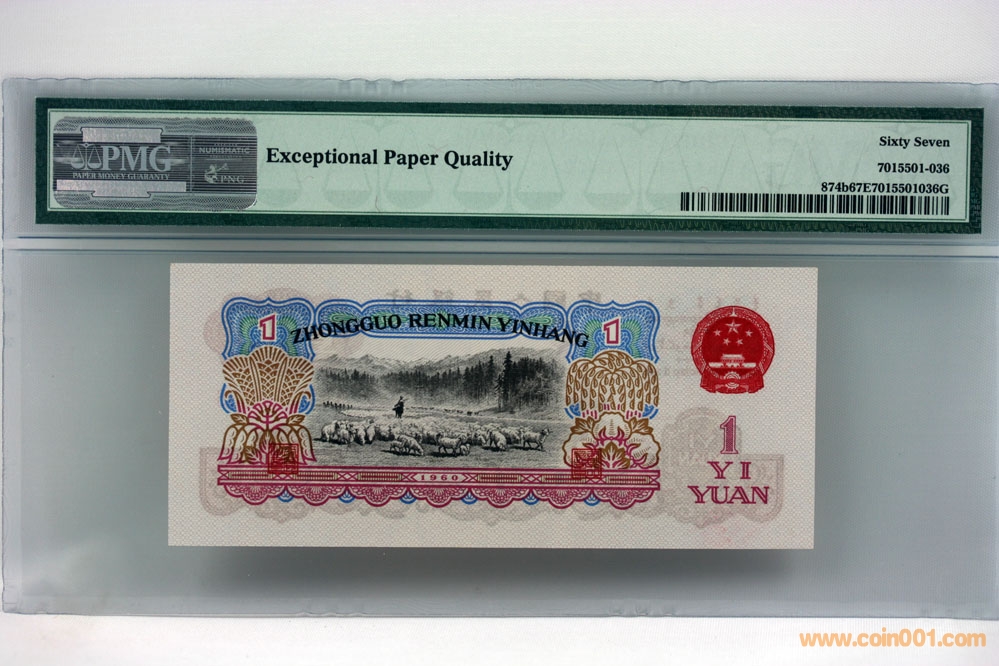 PMG
PAPER MONEY GUARANTY
NUMISMATIC
PNG
Exceptional Paper Quality
Sixty Seven
7015501-036
874b67E7015501036G
1
ZHONGGUO RENMIN YINHANG
1
1960
1
YI
YUAN
www.coin001.com